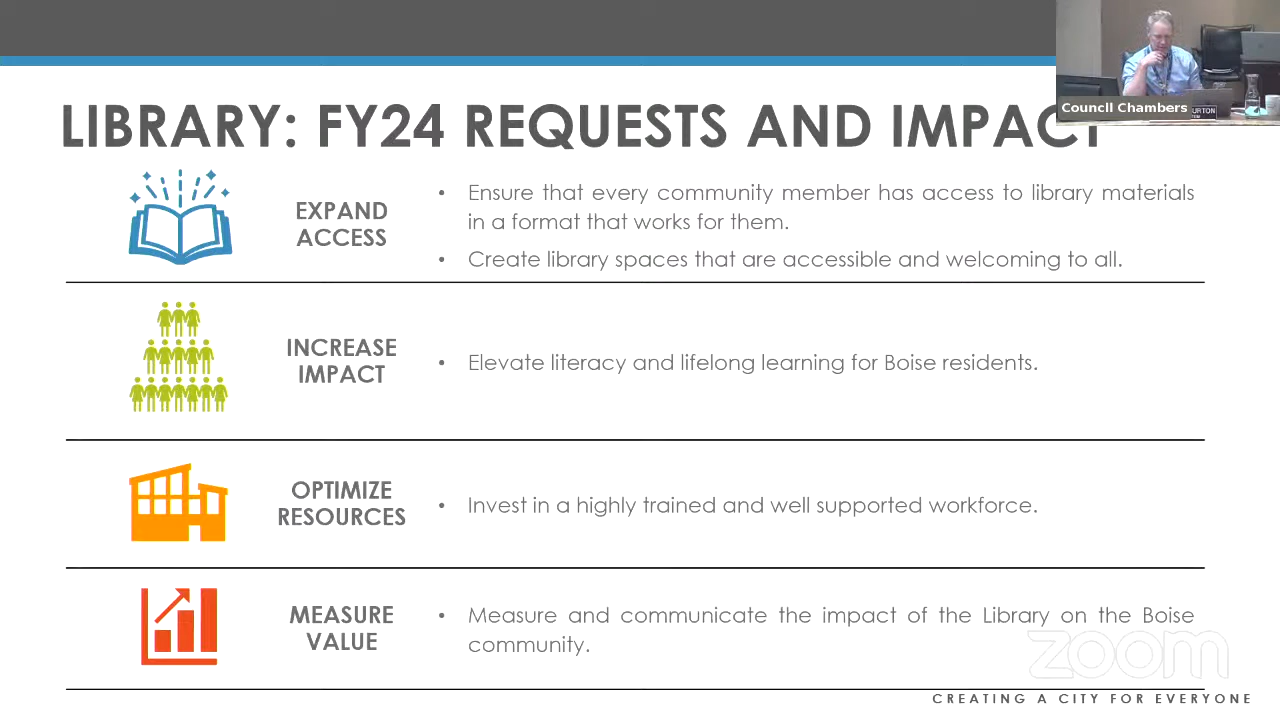 Council Chambers
URTON
LIBRARY: FY24 REQUESTS AND IMPACT
EXPAND
ACCESS
• Ensure that every community member has access to library materials
in a format that works for them.
• Create library spaces that are accessible and welcoming to all.
INCREASE
IMPACT
• Elevate literacy and lifelong learning for Boise residents.
OPTIMIZE
RESOURCES
• Invest in a highly trained and well supported workforce.
MEASURE
VALUE
• Measure and communicate the impact of the Library on the Boise
community.
zoom
CREATING A CITY FOR EVERYONE